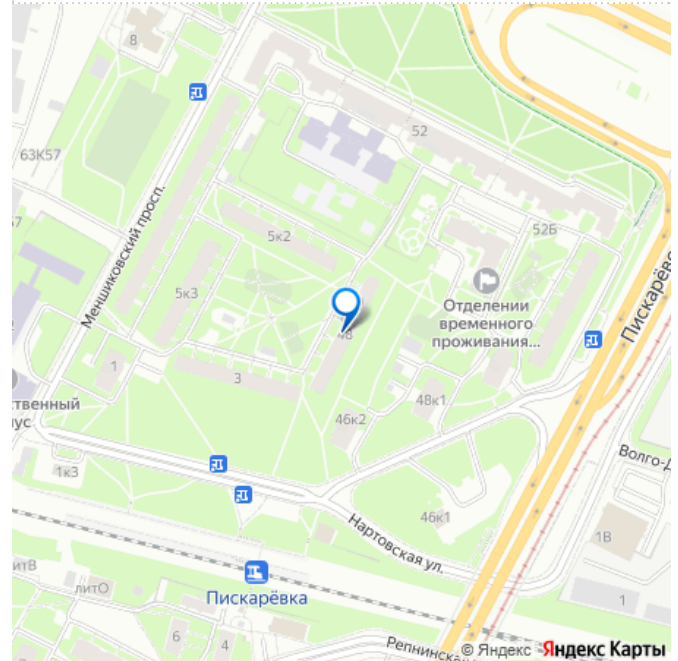 8
52
63К57
Меншиковский просп.
5к2
52Б
5к3
Отделении
временного
проживания...
Пискарёвс
48
1
3
46к2
48к1
ственный
ус
1к3
Волго-Д
46к1
Нартовская ул.
1В
Пискарёвка
литВ
литО
1
6
4
Репнинская
© Яндекс Яндекс Карты